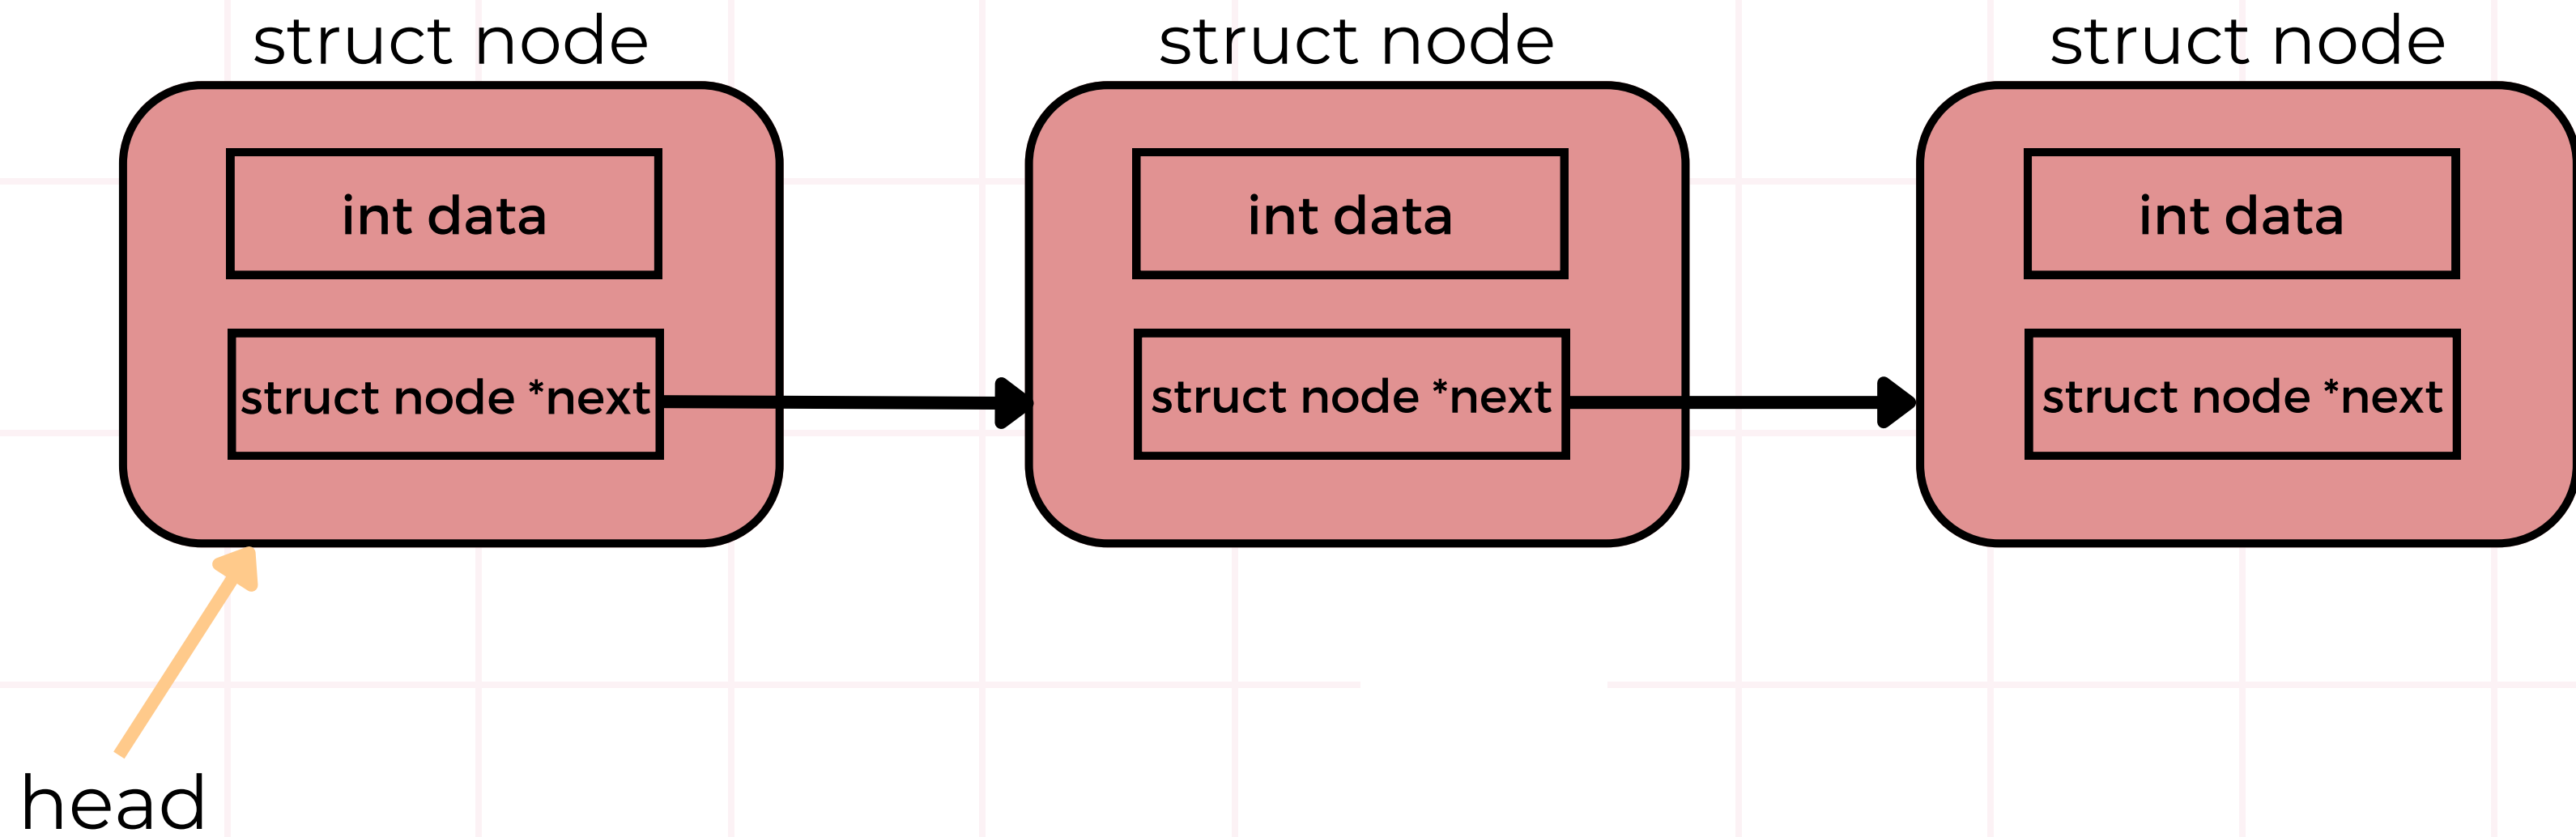 struct node
int data
struct node *next
struct node
int data
struct node *next
struct node
int data
struct node *next
head